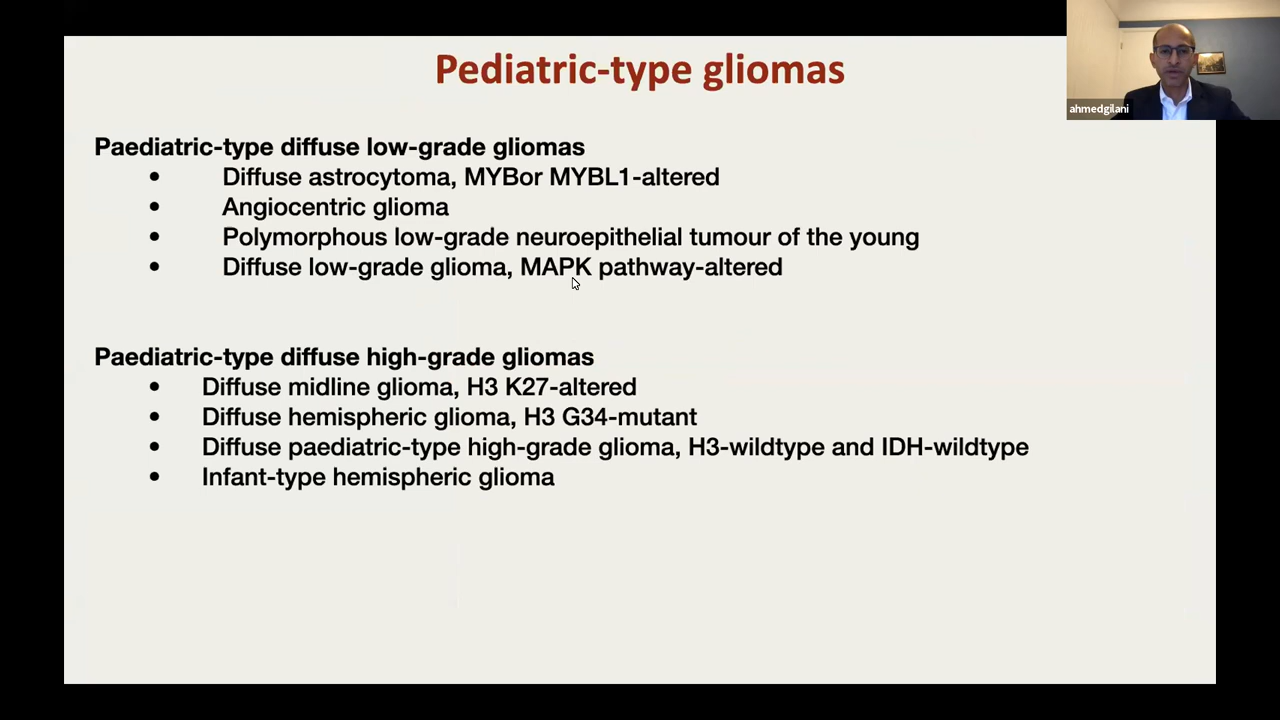 Pediatric-type gliomas
ahmedgilani
Paediatric-type diffuse low-grade gliomas
• Diffuse astrocytoma, MYBor MYBL1-altered
• Angiocentric glioma
• Polymorphous low-grade neuroepithelial tumour of the young
• Diffuse low-grade glioma, MAPK pathway-altered
Paediatric-type diffuse high-grade gliomas
• Diffuse midline glioma, H3 K27-altered
• Diffuse hemispheric glioma, H3 G34-mutant
• Diffuse paediatric-type high-grade glioma, H3-wildtype and IDH-wildtype
• Infant-type hemispheric glioma